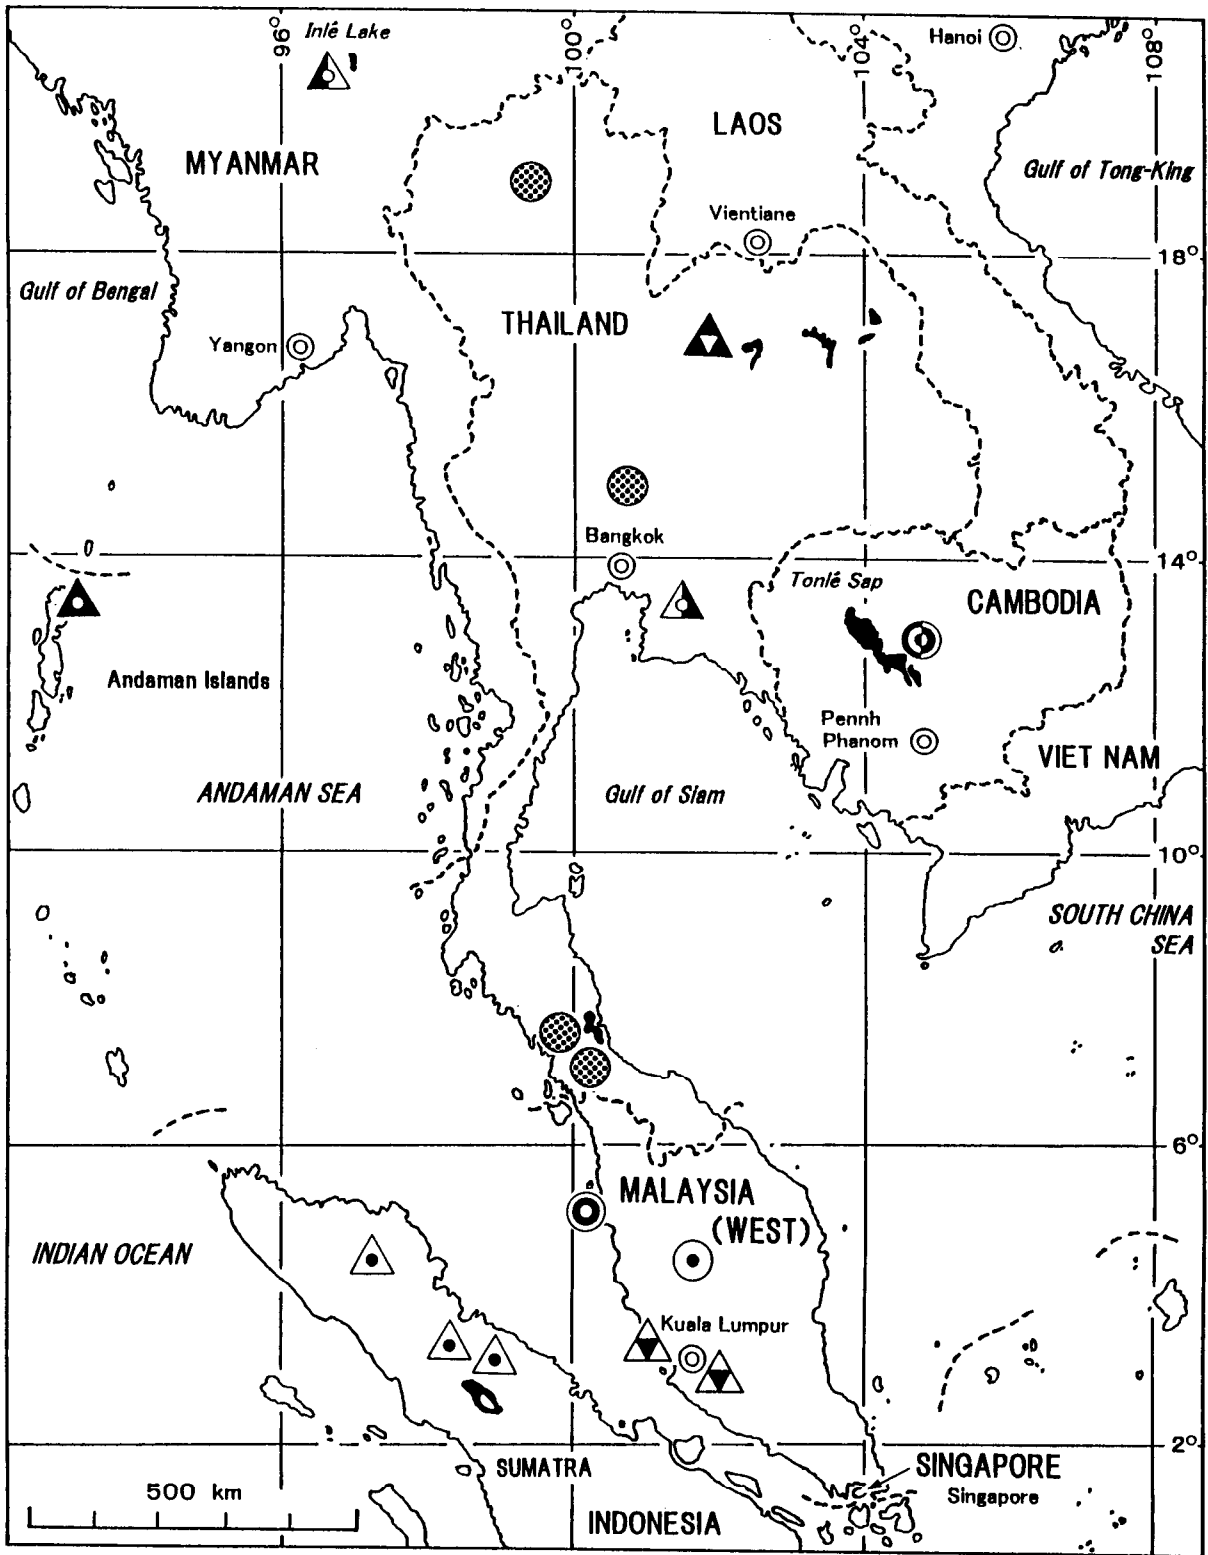 96°
100°
104°
108°
Inlê Lake
Hanoi
LAOS
MYANMAR
Gulf of Tong-King
Vientiane
18°
Gulf of Bengal
THAILAND
Yangon
Bangkok
14°
Tonlê Sap
CAMBODIA
Andaman Islands
Pennh
Phanom
VIET NAM
ANDAMAN SEA
Gulf of Siam
10°
SOUTH CHINA
SEA
6°
MALAYSIA
(WEST)
INDIAN OCEAN
Kuala Lumpur
2°
SUMATRA
SINGAPORE
Singapore
500 km
INDONESIA